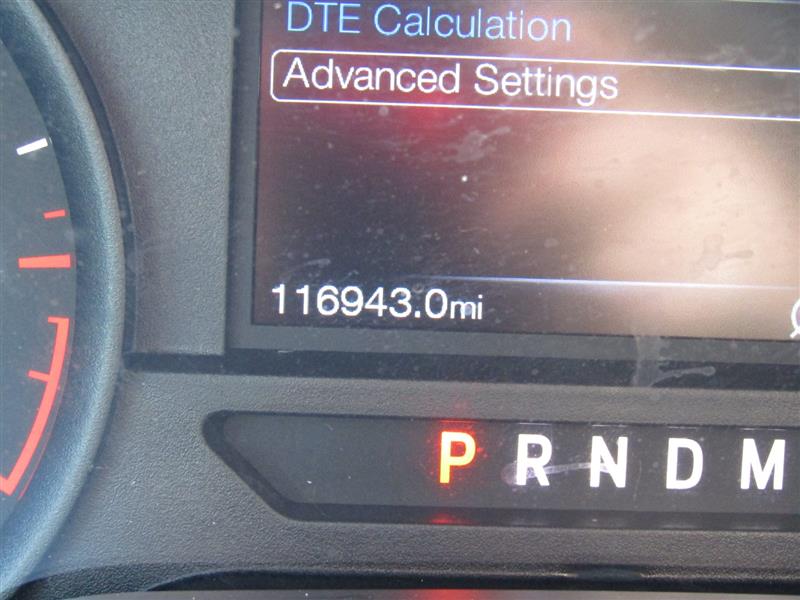 DTE Calculation
Advanced Settings
116943.0mi
P R N D M